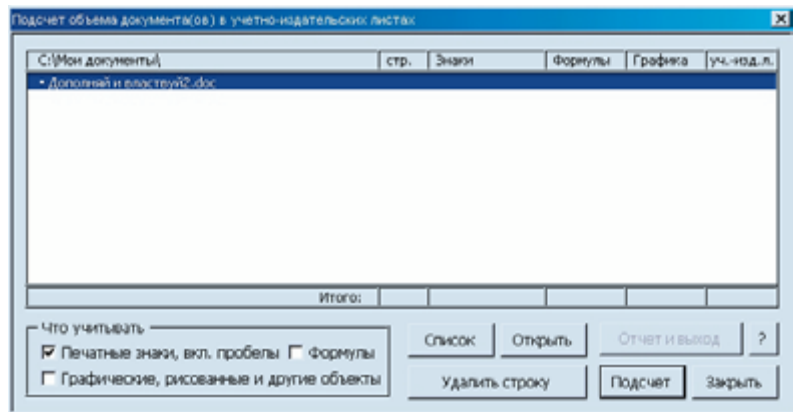 Подсчет объема документа(ов) в учетно-издательских листах
С:\Мои документы\ стр. Знаки Формулы Графика уч.-изд.л.
• Дополняй и властвуй2.doc
Итого:
Что учитывать
Печатные знаки, вкл. пробелы Формулы
Графические, рисованные и другие объекты
Список Открыть Отчет и выход ?
Удалить строку Подсчет Закрыть